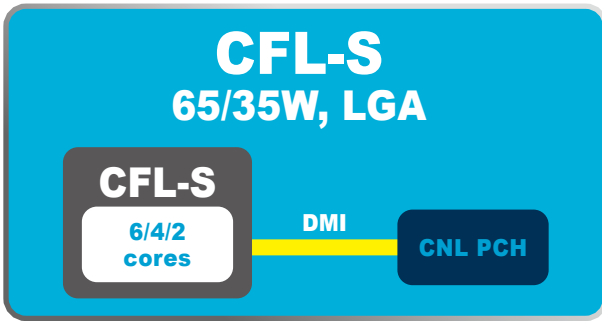 CFL-S
65/35W, LGA
CFL-S
6/4/2
cores
DMI
CNL PCH